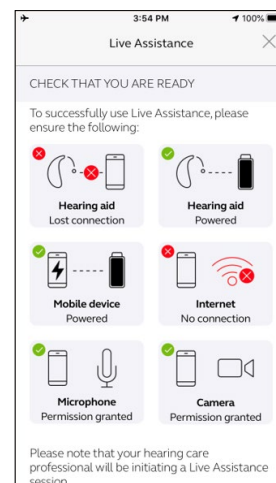 3:54 PM
100%
Live Assistance
CHECK THAT YOU ARE READY
To successfully use Live Assistance, please
ensure the following:
Hearing aid
Lost connection
Hearing aid
Powered
Mobile device
Powered
Internet
No connection
Microphone
Permission granted
Camera
Permission granted
Please note that your hearing care
professional will be initiating a Live Assistance
session